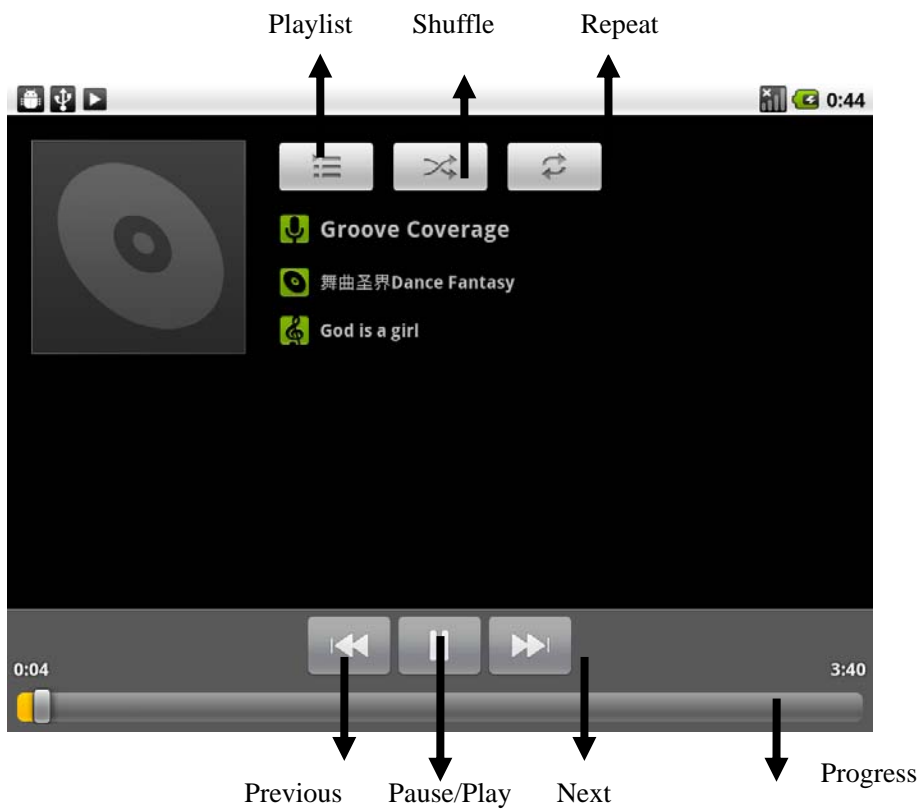 Playlist Shuffle Repeat
0:44
Groove Coverage
舞曲圣界Dance Fantasy
God is a girl
0:04 3:40
Progress
Previous Pause/Play Next